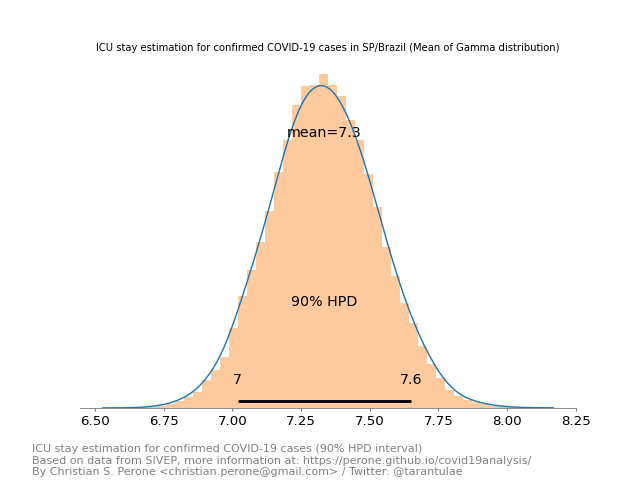 ICU stay estimation for confirmed COVID-19 cases in SP/Brazil (Mean of Gamma distribution)
mean=7.3
90% HPD
7 7.6
6.50 6.75 7.00 7.25 7.50 7.75 8.00 8.25
ICU stay estimation for confirmed COVID-19 cases (90% HPD interval)
Based on data from SIVEP, more information at: https://perone.github.io/covid19analysis/
By Christian S. Perone <christian.perone@gmail.com> / Twitter: @tarantulae